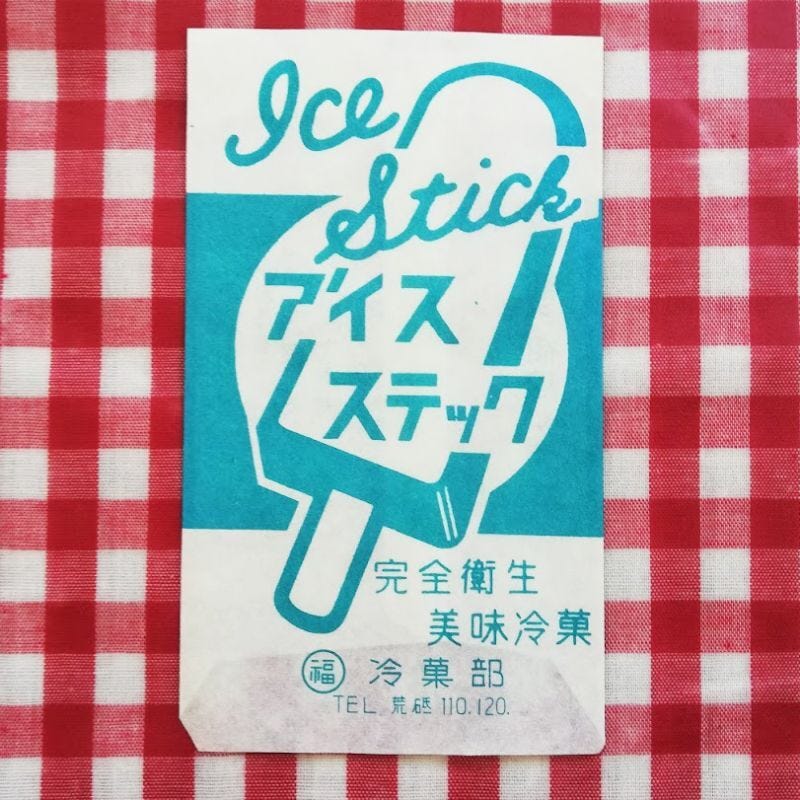 Ice
Stick
アイス
スティック
完全衛生
美味冷菓
福 冷菓部
TEL 荒砥 110.120.